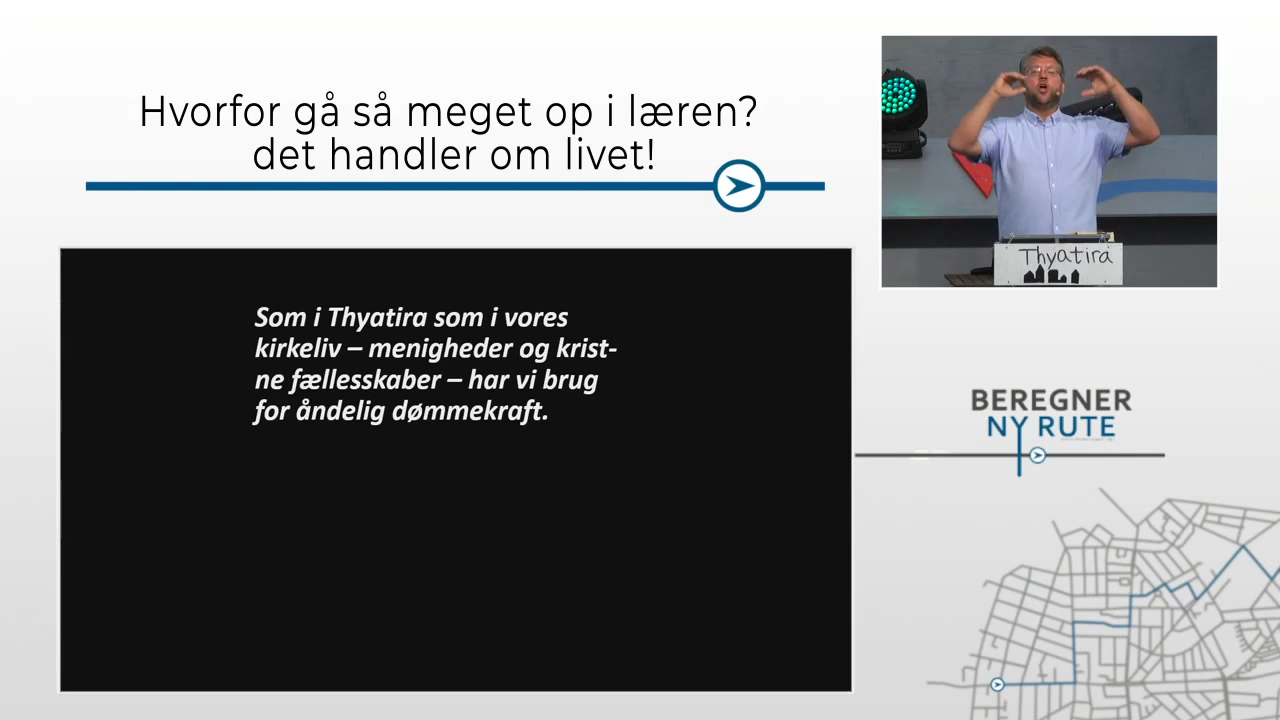 Hvorfor gå så meget op i læren?
det handler om livet!
Thyatira
Som i Thyatira som i vores
kirkeliv – menigheder og krist-
ne fællesskaber – har vi brug
for åndelig dømmekraft.
BEREGNER
NY RUTE